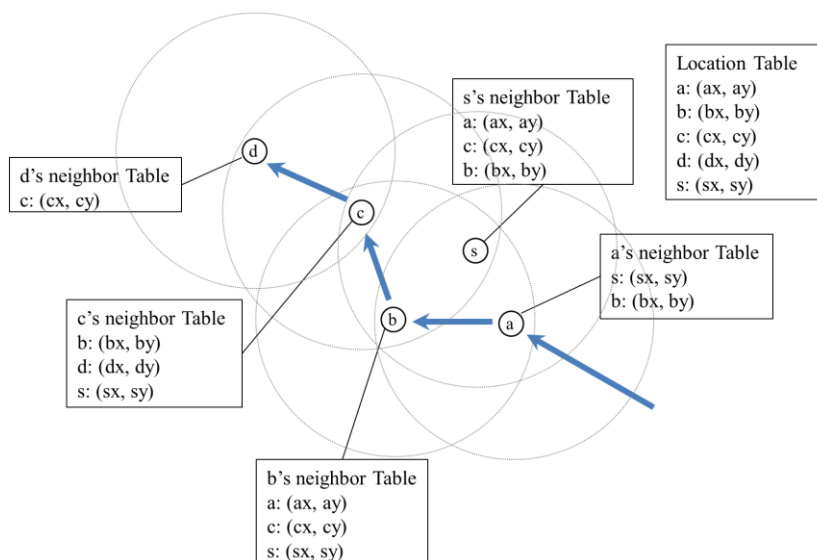 Location Table
a: (ax, ay)
b: (bx, by)
c: (cx, cy)
d: (dx, dy)
s: (sx, sy)
s's neighbor Table
a: (ax, ay)
c: (cx, cy)
b: (bx, by)
d
d's neighbor Table
c: (cx, cy)
c
s
a's neighbor Table
s: (sx, sy)
b: (bx, by)
b
a
c's neighbor Table
b: (bx, by)
d: (dx, dy)
s: (sx, sy)
b's neighbor Table
a: (ax, ay)
c: (cx, cy)
s: (sx, sy)